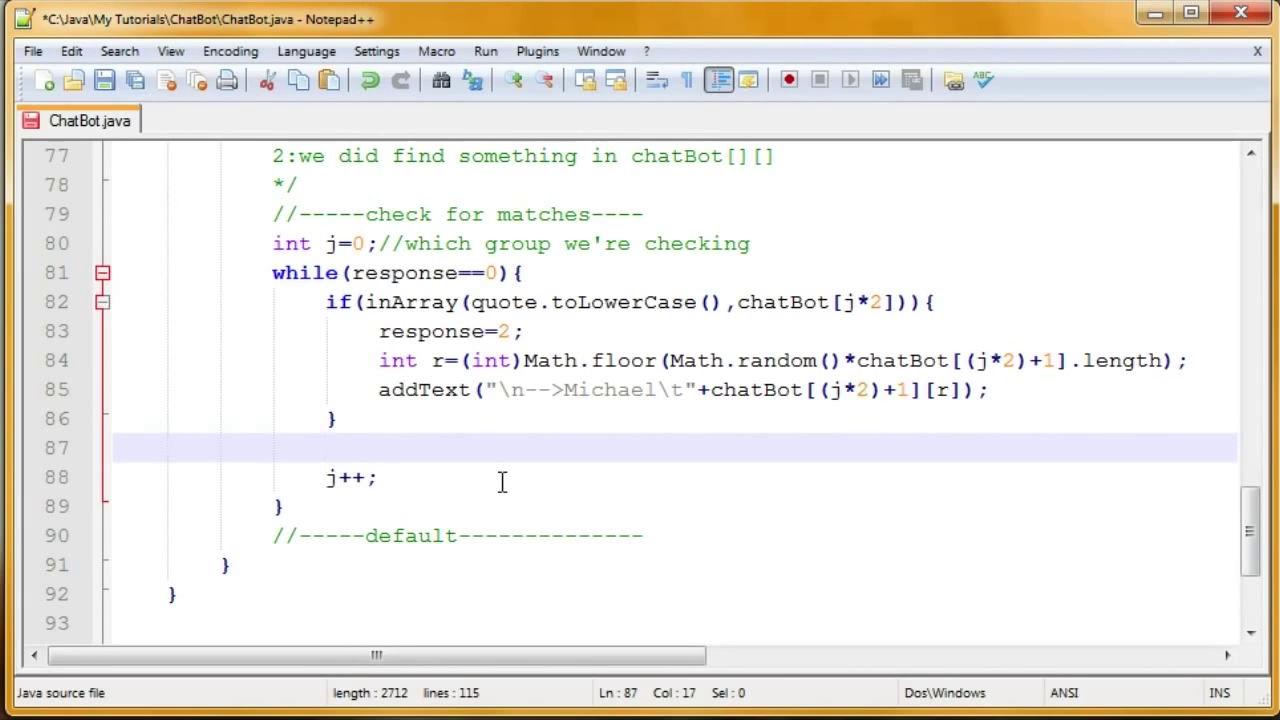 *C:\Java\My Tutorials\ChatBot\ChatBot.java - Notepad++
File Edit Search View Encoding Language Settings Macro Run Plugins Window ? X
ChatBot.java
77 2:we did find something in chatBot[][]
78 */
79 //-----check for matches----
80 int j=0;//which group we're checking
81 while(response==0){
82 if(inArray(quote.toLowerCase(),chatBot[j*2])){
83 response=2;
84 int r=(int)Math.floor(Math.random()*chatBot[(j*2)+1].length);
85 addText("\n-->Michael\t"+chatBot[(j*2)+1][r]);
86 }
87
88 j++;
89 }
90 //-----default--------------
91 }
92 }
93
Java source file length : 2712 lines : 115 Ln : 87 Col : 17 Sel : 0 Dos\Windows ANSI INS